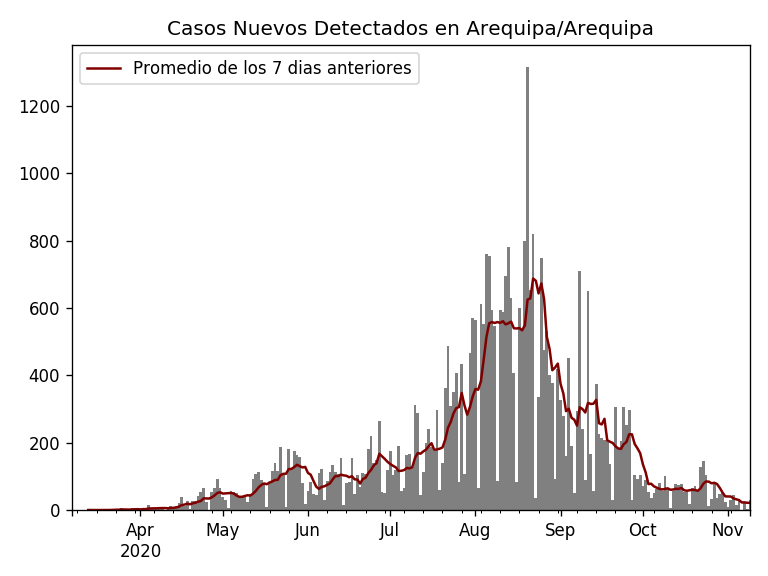 Casos Nuevos Detectados en Arequipa/Arequipa
Promedio de los 7 dias anteriores
1200
1000
800
600
400
200
0
Apr May Jun Jul Aug Sep Oct Nov
2020